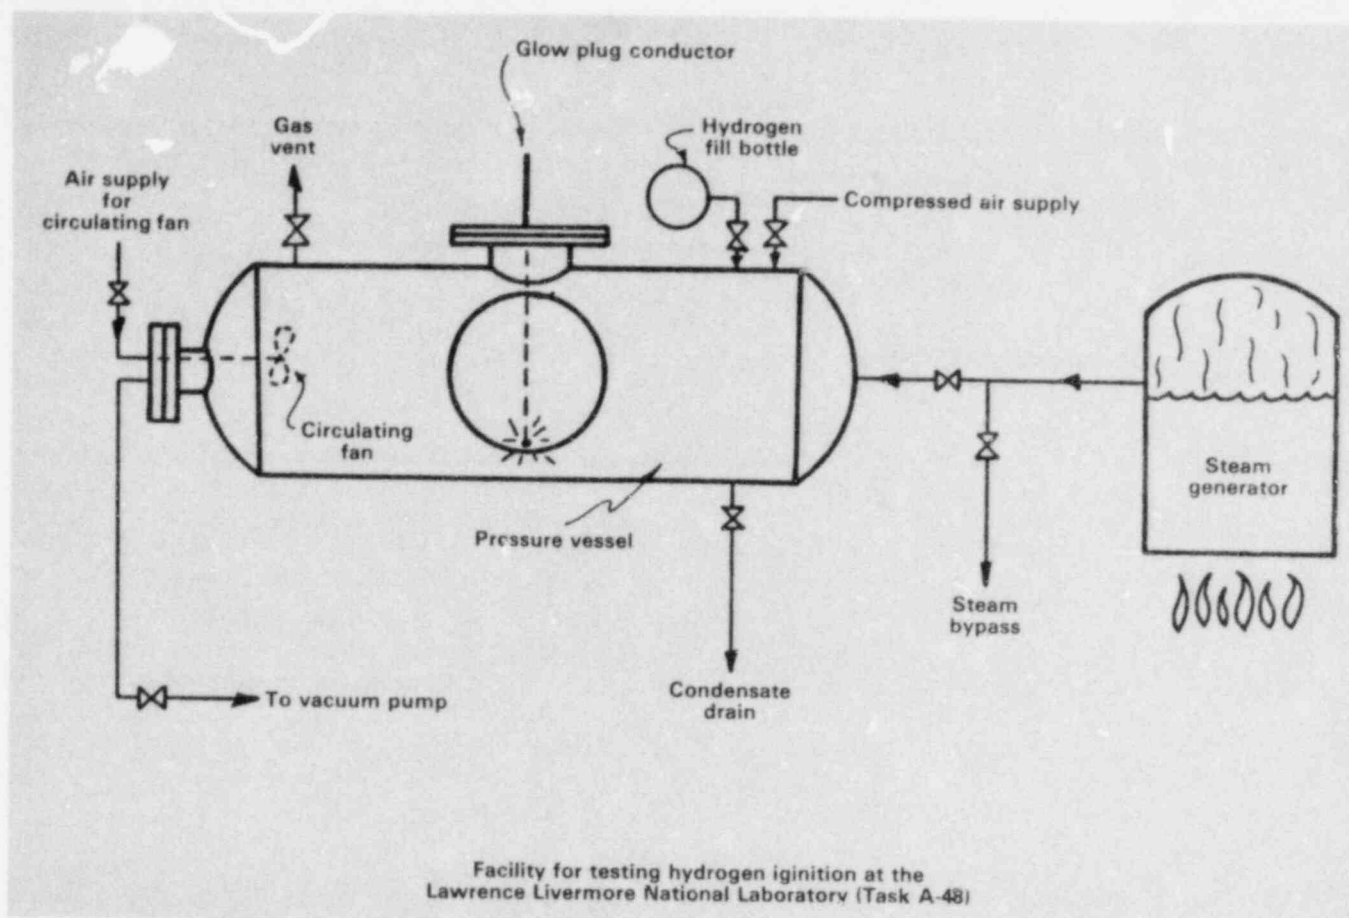 Glow plug conductor
Gas
vent
Hydrogen
fill bottle
Air supply
for
circulating fan
Compressed air supply
Circulating
fan
Steam
generator
Pressure vessel
Steam
bypass
Condensate
drain
To vacuum pump
Facility for testing hydrogen iginition at the
Lawrence Livermore National Laboratory (Task A-48)